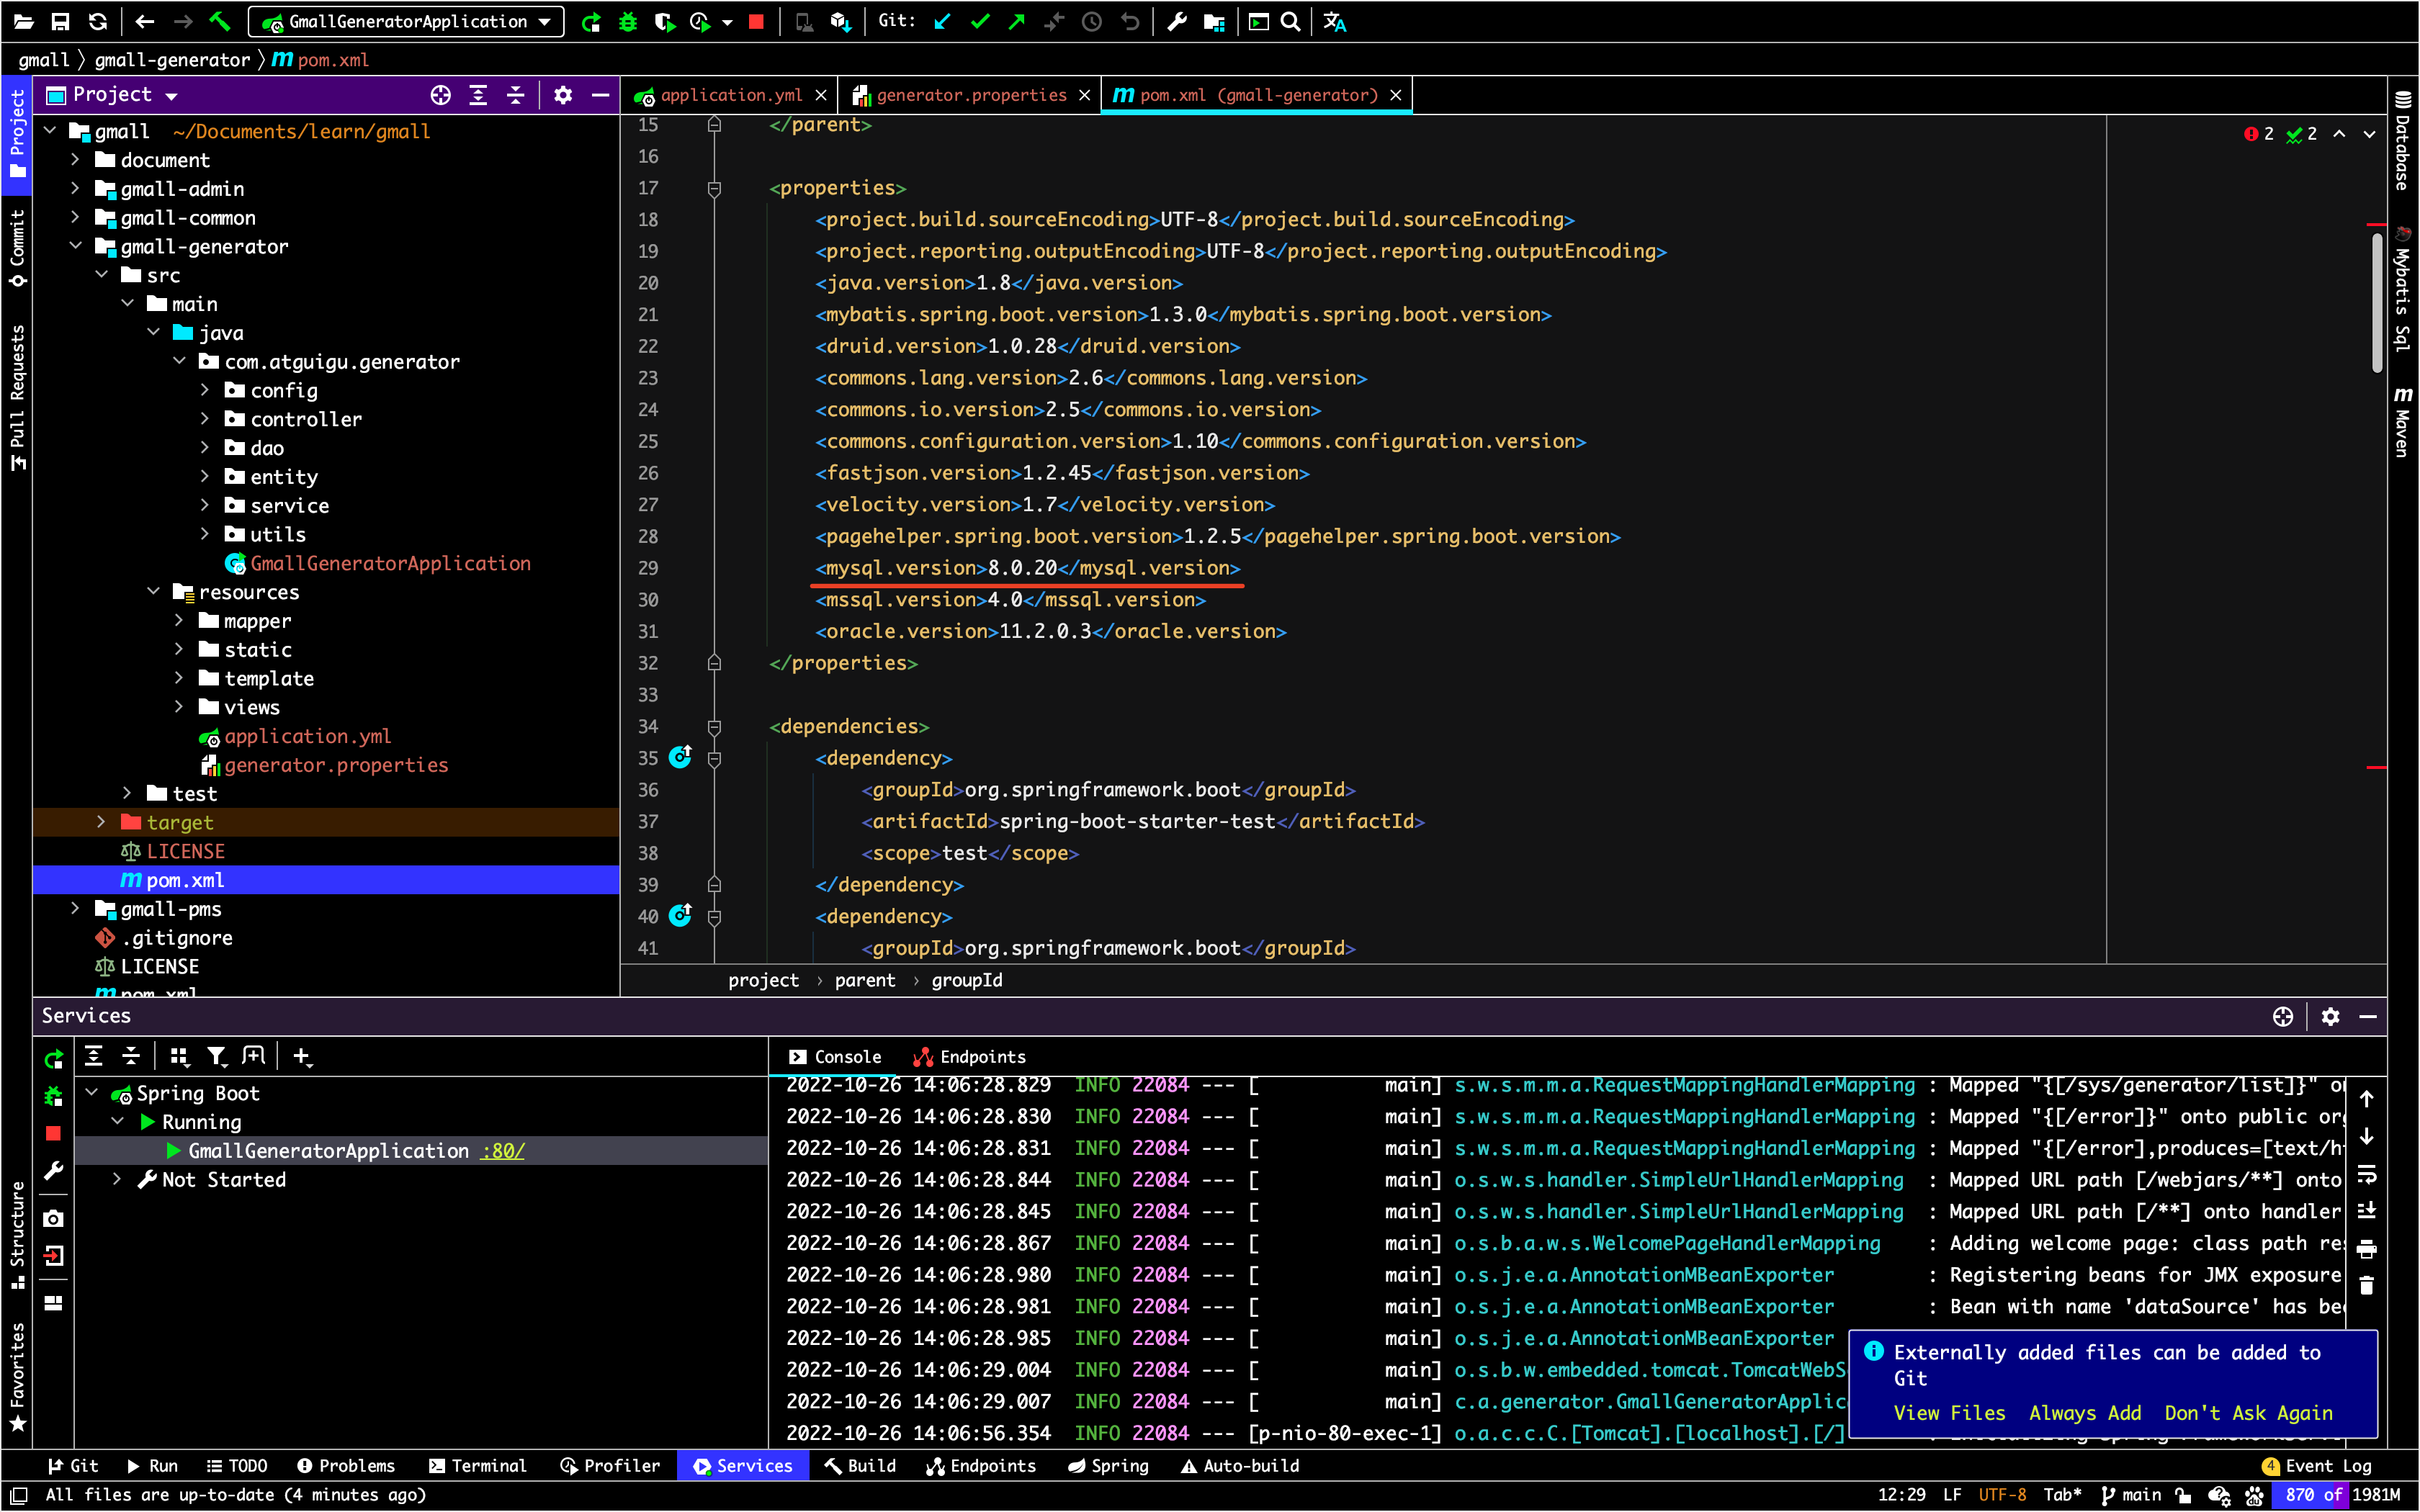 GmallGeneratorApplication
Git:
gmall
gmall-generator
pom.xml
Project
application.yml
generator.properties
pom.xml (gmall-generator)
Project
Commit
Pull Requests
Structure
Favorites
gmall ~/Documents/learn/gmall
document
gmall-admin
gmall-common
gmall-generator
src
main
java
com.atguigu.generator
config
controller
dao
entity
service
utils
GmallGeneratorApplication
resources
mapper
static
template
views
application.yml
generator.properties
test
target
LICENSE
pom.xml
gmall-pms
.gitignore
LICENSE
pom.xml
15 </parent>
16
17 <properties>
18 <project.build.sourceEncoding>UTF-8</project.build.sourceEncoding>
19 <project.reporting.outputEncoding>UTF-8</project.reporting.outputEncoding>
20 <java.version>1.8</java.version>
21 <mybatis.spring.boot.version>1.3.0</mybatis.spring.boot.version>
22 <druid.version>1.0.28</druid.version>
23 <commons.lang.version>2.6</commons.lang.version>
24 <commons.io.version>2.5</commons.io.version>
25 <commons.configuration.version>1.10</commons.configuration.version>
26 <fastjson.version>1.2.45</fastjson.version>
27 <velocity.version>1.7</velocity.version>
28 <pagehelper.spring.boot.version>1.2.5</pagehelper.spring.boot.version>
29 <mysql.version>8.0.20</mysql.version>
30 <mssql.version>4.0</mssql.version>
31 <oracle.version>11.2.0.3</oracle.version>
32 </properties>
33
34 <dependencies>
35 <dependency>
36 <groupId>org.springframework.boot</groupId>
37 <artifactId>spring-boot-starter-test</artifactId>
38 <scope>test</scope>
39 </dependency>
40 <dependency>
41 <groupId>org.springframework.boot</groupId>
project › parent › groupId
2 2
Database
Mybatis Sql
Maven
Services
Console
Endpoints
Spring Boot
Running
GmallGeneratorApplication :80/
Not Started
2022-10-26 14:06:28.829 INFO 22084 --- [ main] s.w.s.m.m.a.RequestMappingHandlerMapping : Mapped "{[/sys/generator/list]}" on
2022-10-26 14:06:28.830 INFO 22084 --- [ main] s.w.s.m.m.a.RequestMappingHandlerMapping : Mapped "{[/error]}" onto public org
2022-10-26 14:06:28.831 INFO 22084 --- [ main] s.w.s.m.m.a.RequestMappingHandlerMapping : Mapped "{[/error],produces=[text/ht
2022-10-26 14:06:28.844 INFO 22084 --- [ main] o.s.w.s.handler.SimpleUrlHandlerMapping : Mapped URL path [/webjars/**] onto
2022-10-26 14:06:28.845 INFO 22084 --- [ main] o.s.w.s.handler.SimpleUrlHandlerMapping : Mapped URL path [/**] onto handler
2022-10-26 14:06:28.867 INFO 22084 --- [ main] o.s.b.a.w.s.WelcomePageHandlerMapping : Adding welcome page: class path res
2022-10-26 14:06:28.980 INFO 22084 --- [ main] o.s.j.e.a.AnnotationMBeanExporter : Registering beans for JMX exposure
2022-10-26 14:06:28.981 INFO 22084 --- [ main] o.s.j.e.a.AnnotationMBeanExporter : Bean with name 'dataSource' has bee
2022-10-26 14:06:28.985 INFO 22084 --- [ main] o.s.j.e.a.AnnotationMBeanExporter
2022-10-26 14:06:29.004 INFO 22084 --- [ main] o.s.b.w.embedded.tomcat.TomcatWebS
2022-10-26 14:06:29.007 INFO 22084 --- [ main] c.a.generator.GmallGeneratorApplic
2022-10-26 14:06:56.354 INFO 22084 --- [p-nio-80-exec-1] o.a.c.c.C.[Tomcat].[localhost].[/]
Externally added files can be added to
Git
View Files Always Add Don't Ask Again
Git Run TODO Problems Terminal Profiler Services Build Endpoints Spring Auto-build 4 Event Log
All files are up-to-date (4 minutes ago) 12:29 LF UTF-8 Tab* main 870 of 1981M